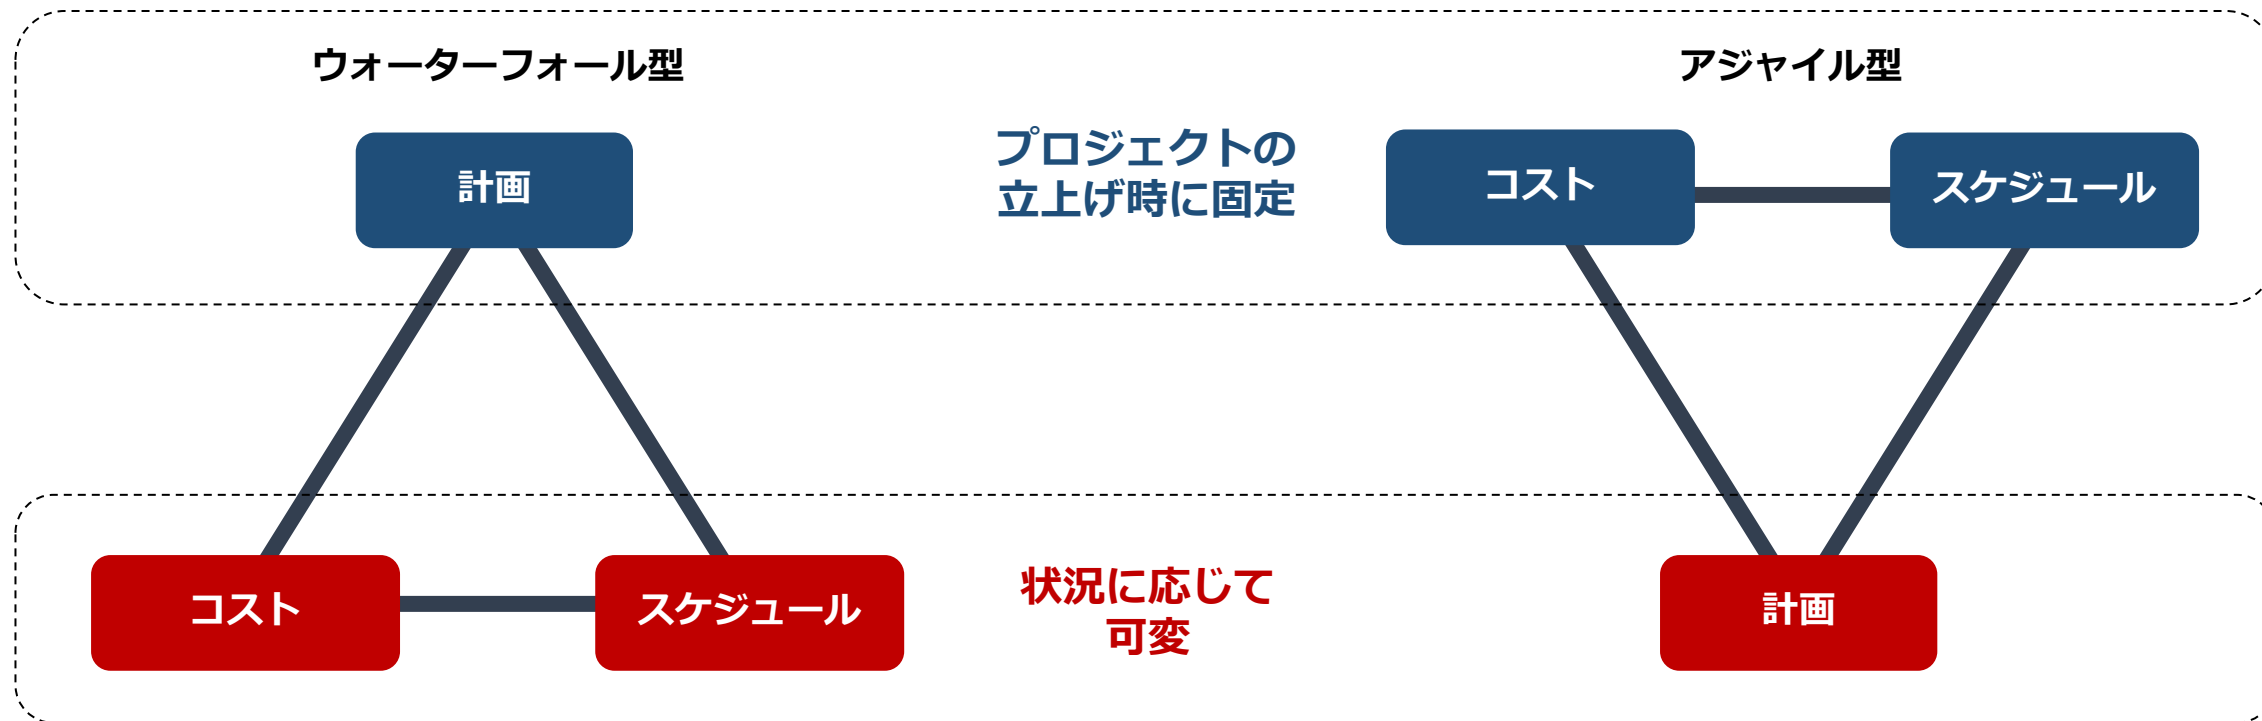 ウォーターフォール型
アジャイル型
計画
プロジェクトの
立上げ時に固定
コスト
スケジュール
コスト
スケジュール
状況に応じて
可変
計画